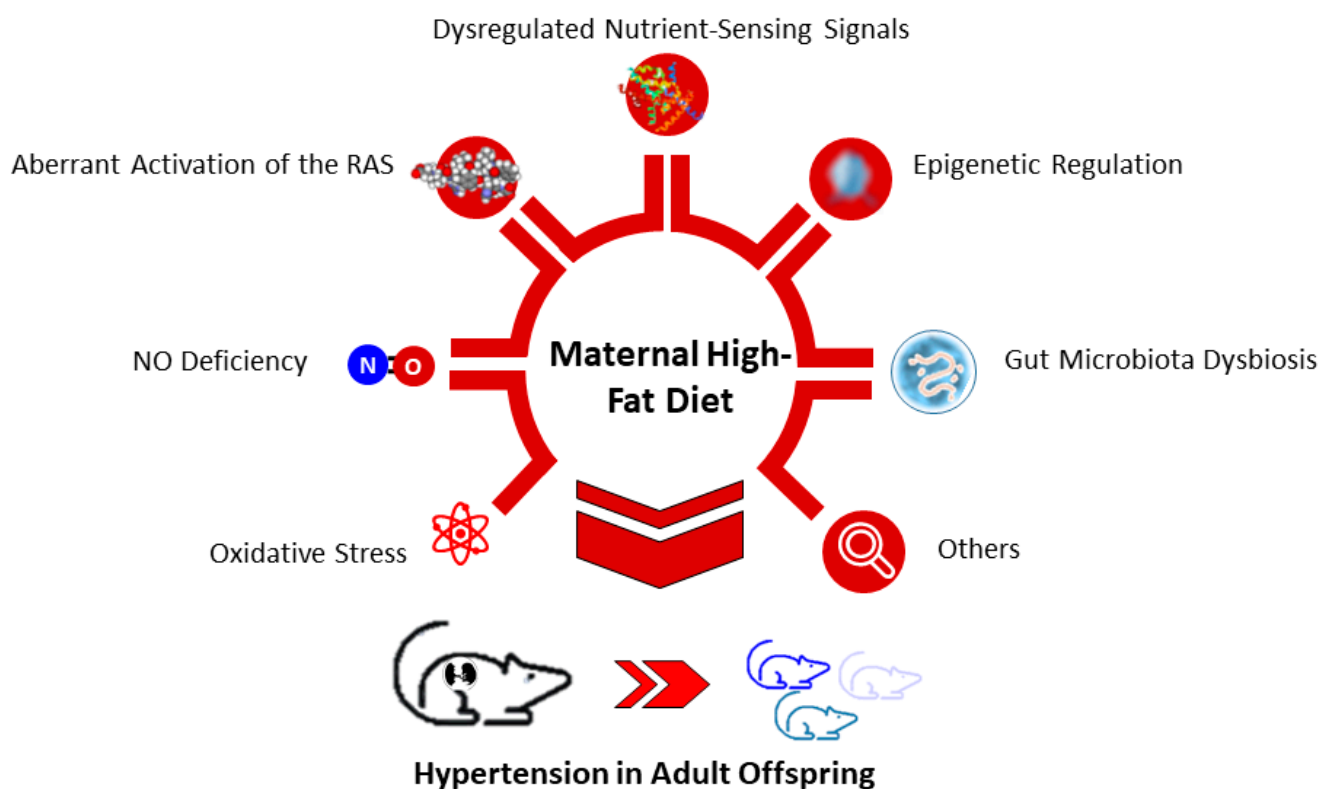 Dysregulated Nutrient-Sensing Signals
Aberrant Activation of the RAS
Epigenetic Regulation
NO Deficiency
N
O
Maternal High-
Fat Diet
Gut Microbiota Dysbiosis
Oxidative Stress
Others
Hypertension in Adult Offspring